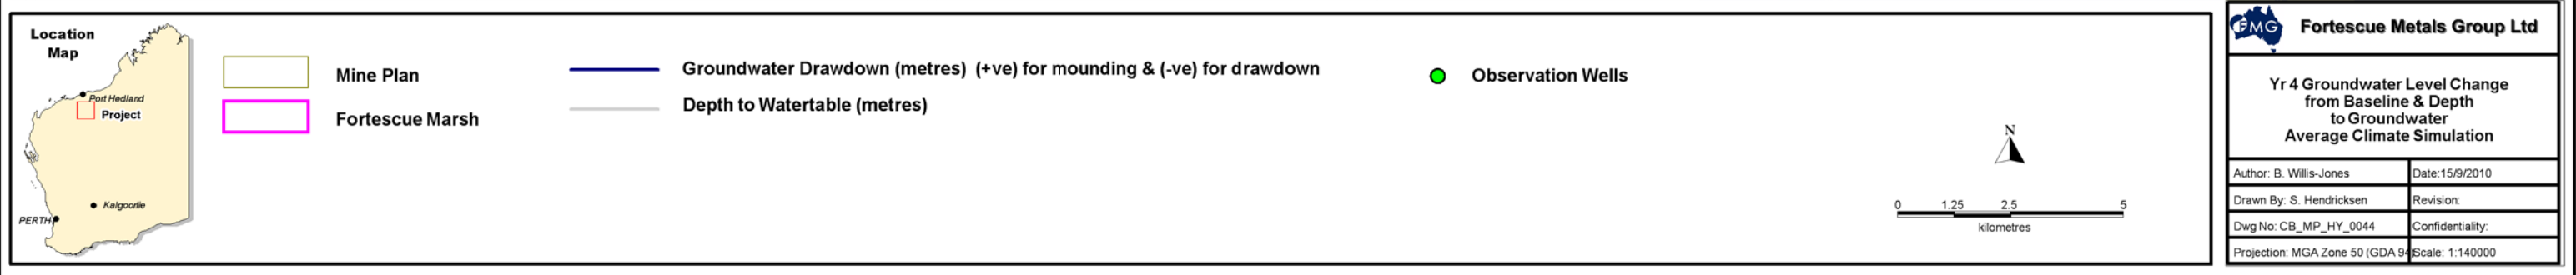 Location
Map
Port Hedland
Project
Kalgoorlie
PERTH
Mine Plan
Fortescue Marsh
Groundwater Drawdown (metres) (+ve) for mounding & (-ve) for drawdown
Depth to Watertable (metres)
Observation Wells
N
0 1.25 2.5 5
kilometres
FMG
Fortescue Metals Group Ltd
Yr 4 Groundwater Level Change
from Baseline & Depth
to Groundwater
Average Climate Simulation
Author: B. Willis-Jones Date:15/9/2010
Drawn By: S. Hendricksen Revision:
Dwg No: CB_MP_HY_0044 Confidentiality:
Projection: MGA Zone 50 (GDA 94) Scale: 1:140000